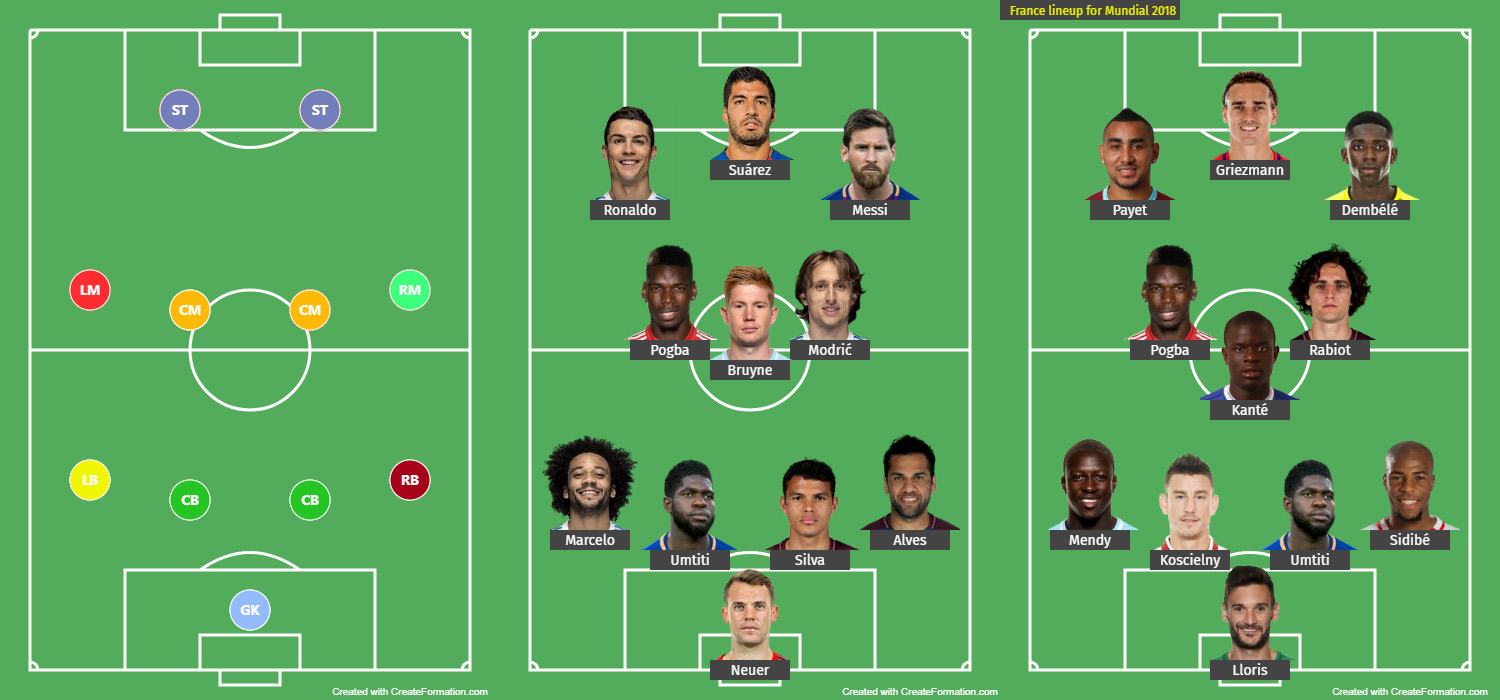 France lineup for Mundial 2018
ST
ST
LM
CM
CM
RM
LB
CB
CB
RB
GK
Created with CreateFormation.com
Suárez
Ronaldo
Messi
Pogba
Modrić
Bruyne
Marcelo
Alves
Umtiti
Silva
Neuer
Created with CreateFormation.com
Griezmann
Payet
Dembélé
Pogba
Rabiot
Kanté
Mendy
Sidibé
Koscielny
Umtiti
Lloris
Created with CreateFormation.com